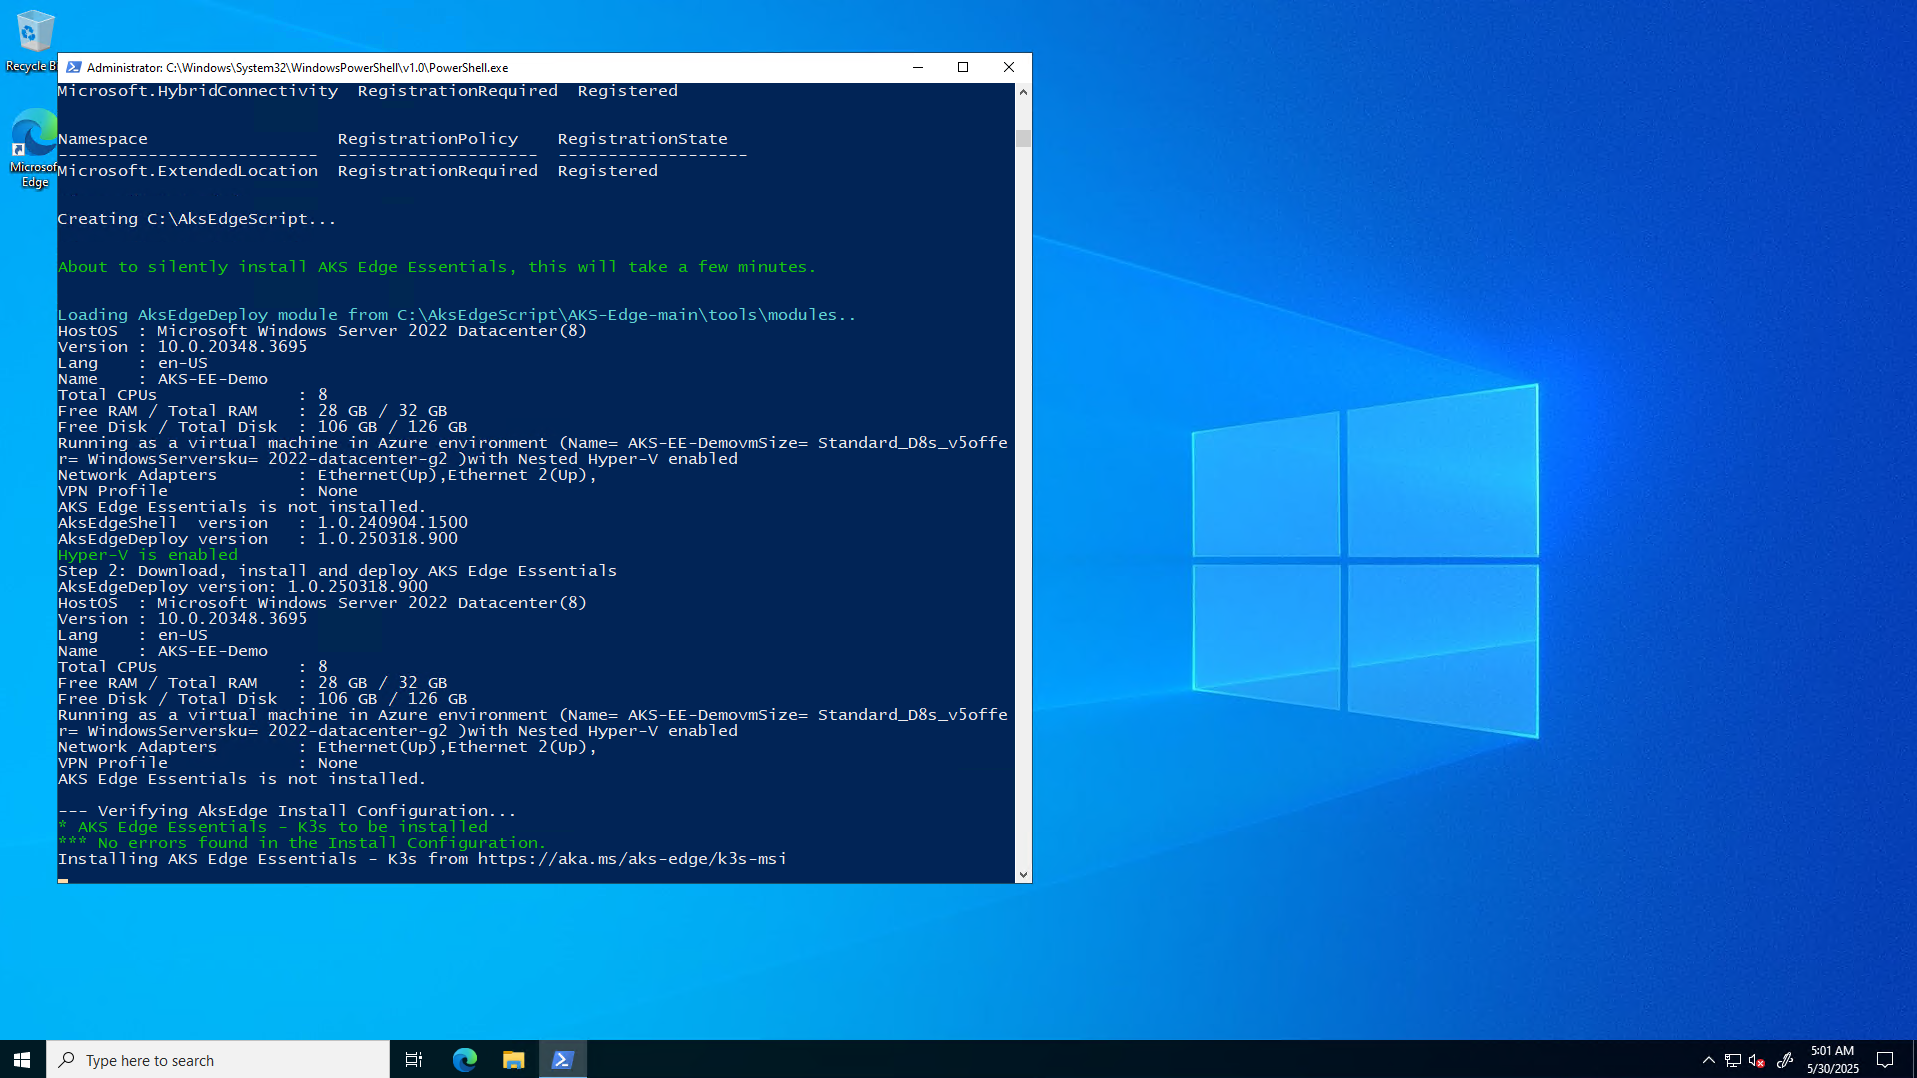 Recycle B
Microsof
Edge
Administrator: C:\Windows\System32\WindowsPowerShell\v1.0\PowerShell.exe
Microsoft.HybridConnectivity  RegistrationRequired  Registered
Namespace                   RegistrationPolicy    RegistrationState
--------------------------  --------------------  -------------------
Microsoft.ExtendedLocation  RegistrationRequired  Registered
Creating C:\AksEdgeScript...
About to silently install AKS Edge Essentials, this will take a few minutes.
Loading AksEdgeDeploy module from C:\AksEdgeScript\AKS-Edge-main\tools\modules..
HostOS  : Microsoft Windows Server 2022 Datacenter(8)
Version : 10.0.20348.3695
Lang    : en-US
Name    : AKS-EE-Demo
Total CPUs              : 8
Free RAM / Total RAM    : 28 GB / 32 GB
Free Disk / Total Disk  : 106 GB / 126 GB
Running as a virtual machine in Azure environment (Name= AKS-EE-DemovmSize= Standard_D8s_v5offe
r= WindowsServersku= 2022-datacenter-g2 )with Nested Hyper-V enabled
Network Adapters        : Ethernet(Up),Ethernet 2(Up),
VPN Profile             : None
AKS Edge Essentials is not installed.
AksEdgeShell  version   : 1.0.240904.1500
AksEdgeDeploy version   : 1.0.250318.900
Hyper-V is enabled
Step 2: Download, install and deploy AKS Edge Essentials
AksEdgeDeploy version: 1.0.250318.900
HostOS  : Microsoft Windows Server 2022 Datacenter(8)
Version : 10.0.20348.3695
Lang    : en-US
Name    : AKS-EE-Demo
Total CPUs              : 8
Free RAM / Total RAM    : 28 GB / 32 GB
Free Disk / Total Disk  : 106 GB / 126 GB
Running as a virtual machine in Azure environment (Name= AKS-EE-DemovmSize= Standard_D8s_v5offe
r= WindowsServersku= 2022-datacenter-g2 )with Nested Hyper-V enabled
Network Adapters        : Ethernet(Up),Ethernet 2(Up),
VPN Profile             : None
AKS Edge Essentials is not installed.
--- Verifying AksEdge Install Configuration...
* AKS Edge Essentials - K3s to be installed
*** No errors found in the Install Configuration.
Installing AKS Edge Essentials - K3s from https://aka.ms/aks-edge/k3s-msi
Type here to search
5:01 AM
5/30/2025